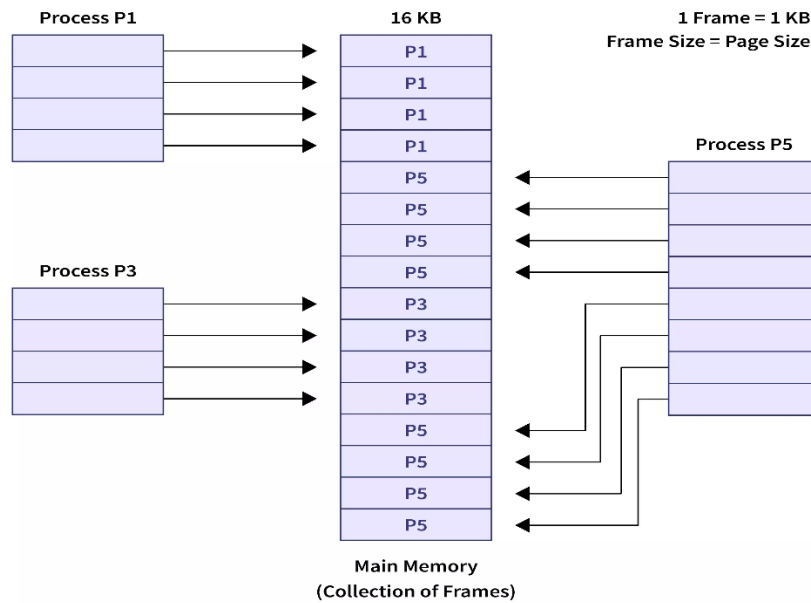 Process P1
16 KB
1 Frame = 1 KB
Frame Size = Page Size
P1
P1
P1
P1
Process P5
P5
P5
P5
P5
Process P3
P3
P3
P3
P3
P5
P5
P5
P5
Main Memory
(Collection of Frames)